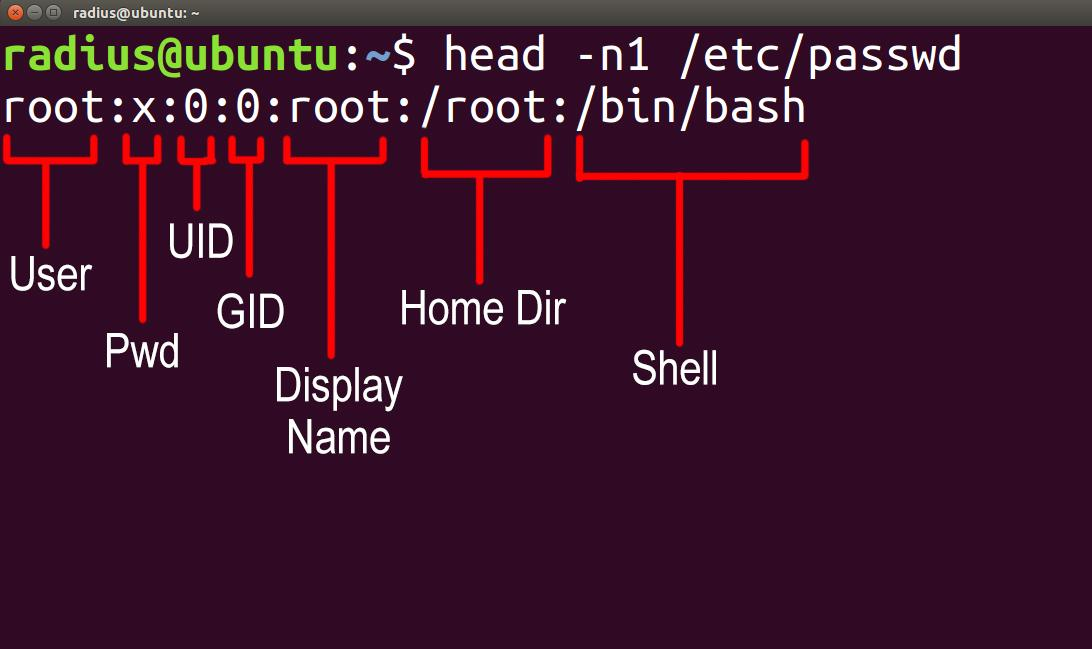 radius@ubuntu: ~
radius@ubuntu:~$ head -n1 /etc/passwd
root:x:0:0:root:/root:/bin/bash
User
Pwd
UID
GID
Display
Name
Home Dir
Shell